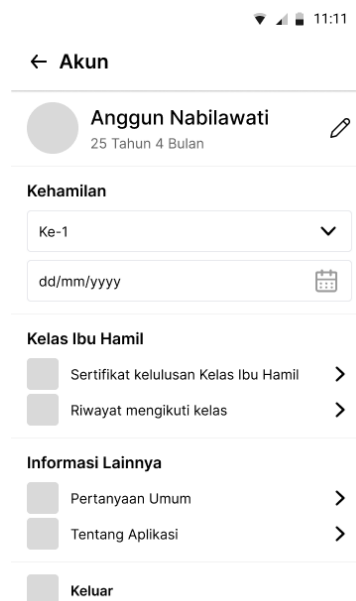 11:11
Akun
Anggun Nabilawati
25 Tahun 4 Bulan
Kehamilan
Ke-1
dd/mm/yyyy
Kelas Ibu Hamil
Sertifikat kelulusan Kelas Ibu Hamil
Riwayat mengikuti kelas
Informasi Lainnya
Pertanyaan Umum
Tentang Aplikasi
Keluar